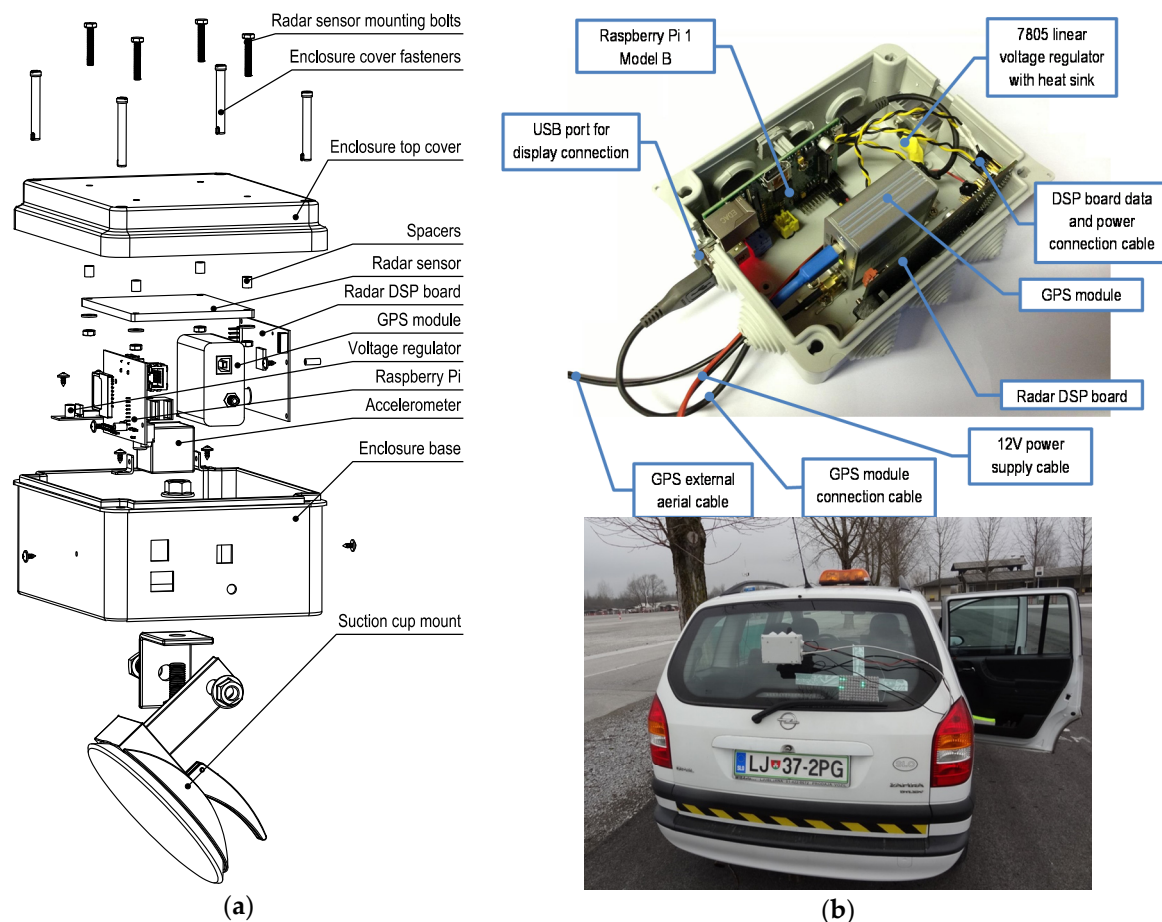 Radar sensor mounting bolts
Enclosure cover fasteners
Enclosure top cover
Spacers
Radar sensor
Radar DSP board
GPS module
Voltage regulator
Raspberry Pi
Accelerometer
Enclosure base
Suction cup mount
(a)
Raspberry Pi 1
Model B
7805 linear
voltage regulator
with heat sink
USB port for
display connection
DSP board data
and power
connection cable
GPS module
Radar DSP board
12V power
supply cable
GPS module
connection cable
GPS external
aerial cable
LJ 37-2PG
(b)